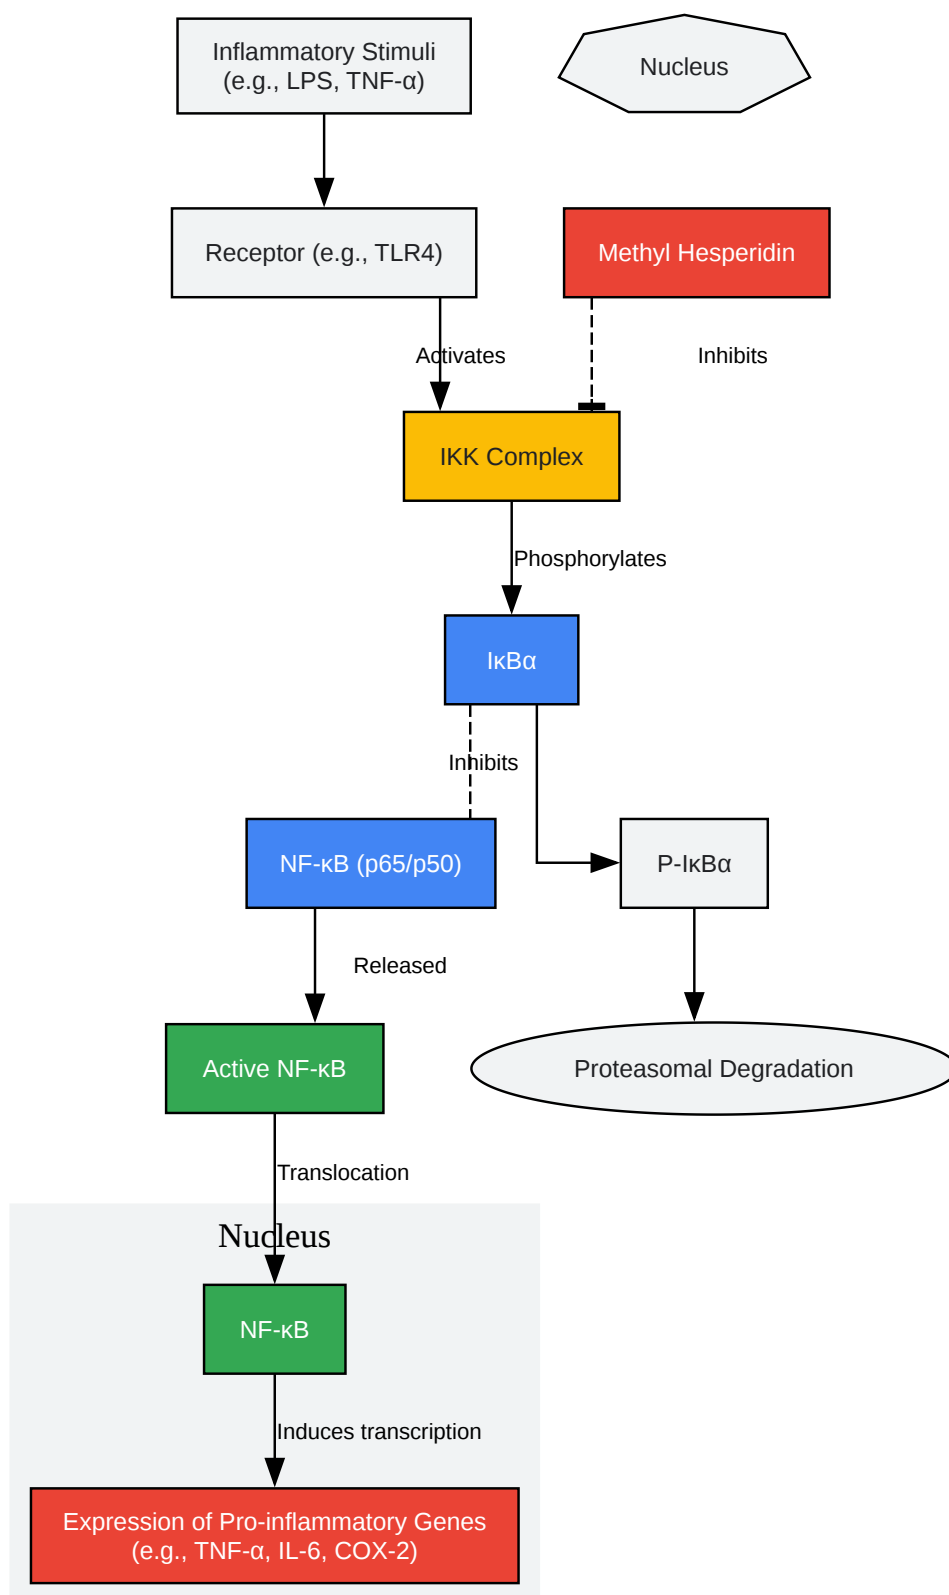 Inflammatory Stimuli
(e.g., LPS, TNF-α)
Nucleus
Receptor (e.g., TLR4)
Methyl Hesperidin
Activates
Inhibits
IKK Complex
Phosphorylates
IκBα
Inhibits
NF-κB (p65/p50)
P-IκBα
Released
Active NF-κB
Proteasomal Degradation
Translocation
Nucleus
NF-κB
Induces transcription
Expression of Pro-inflammatory Genes
(e.g., TNF-α, IL-6, COX-2)